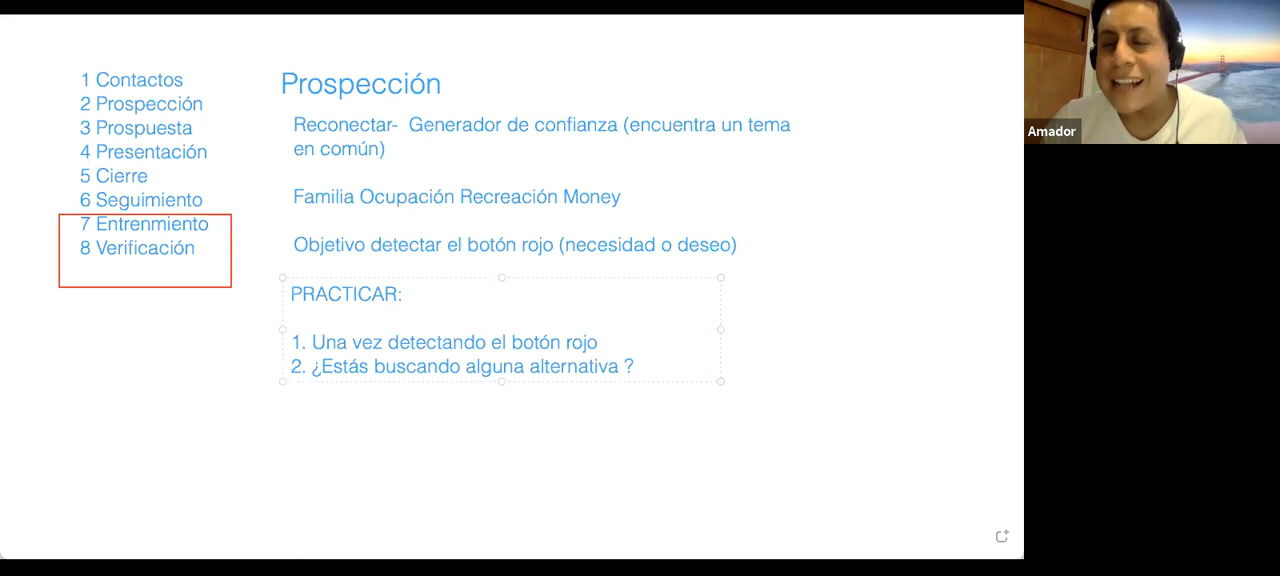 1 Contactos
2 Prospección
3 Prospuesta
4 Presentación
5 Cierre
6 Seguimiento
7 Entrenmiento
8 Verificación
Prospección
Reconectar- Generador de confianza (encuentra un tema
en común)
Familia Ocupación Recreación Money
Objetivo detectar el botón rojo (necesidad o deseo)
PRACTICAR:
1. Una vez detectando el botón rojo
2. ¿Estás buscando alguna alternativa ?
Amador